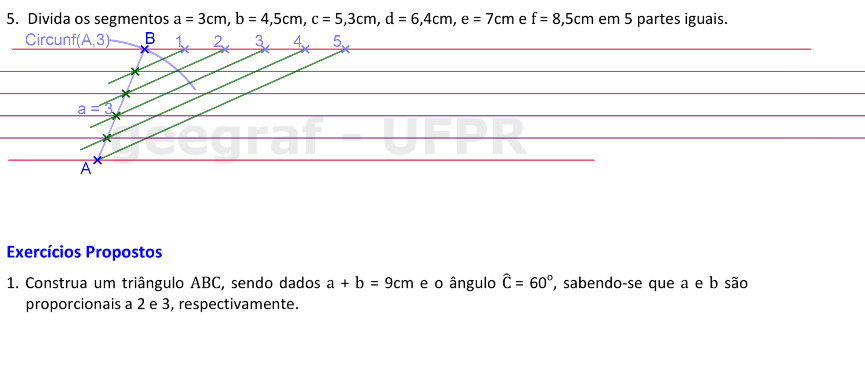 5. Divida os segmentos a = 3cm, b = 4,5cm, c = 5,3cm, d = 6,4cm, e = 7cm e f = 8,5cm em 5 partes iguais.
Circunf(A,3) B 1 2 3 4 5
a = 3
geegraf - UFPR
A
Exercícios Propostos
1. Construa um triângulo ABC, sendo dados a + b = 9cm e o ângulo Ĉ = 60°, sabendo-se que a e b são
proporcionais a 2 e 3, respectivamente.